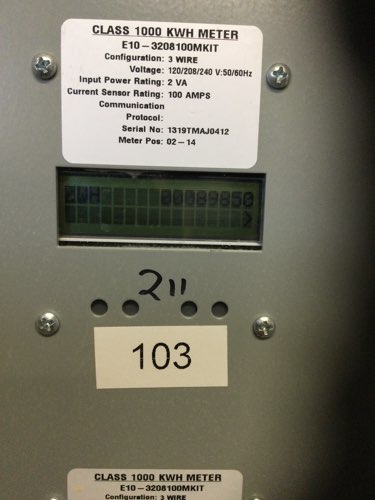 CLASS 1000 KWH METER
E10-3208100MKIT
Configuration: 3 WIRE
Voltage: 120/208/240 V:50/60Hz
Input Power Rating: 2 VA
Current Sensor Rating: 100 AMPS
Communication
Protocol:
Serial No: 1319TMAJ0412
Meter Pos: 02-14
KWH 00089850
>
211
103
CLASS 1000 KWH METER
E10-3208100MKIT
Configuration: 3 WIRE